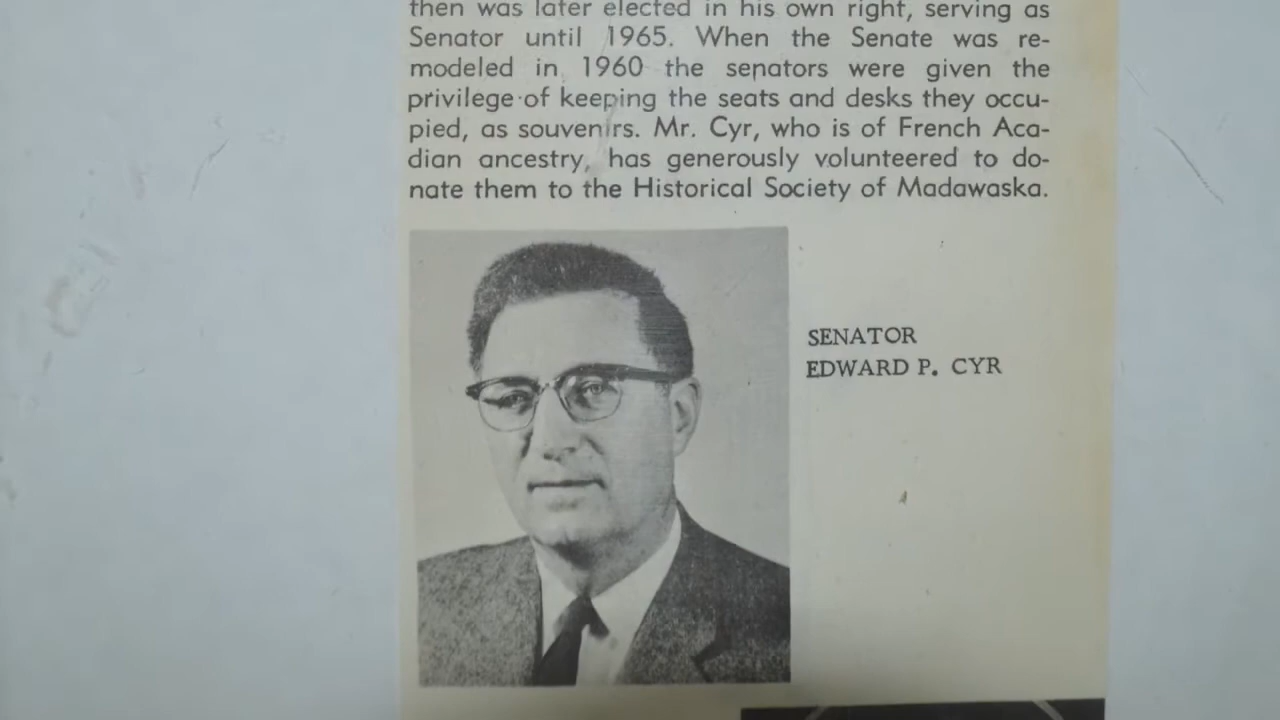 then was later elected in his own right, serving as
Senator until 1965. When the Senate was re-
modeled in 1960 the senators were given the
privilege of keeping the seats and desks they occu-
pied, as souvenirs. Mr. Cyr, who is of French Aca-
dian ancestry, has generously volunteered to do-
nate them to the Historical Society of Madawaska.
SENATOR
EDWARD P. CYR